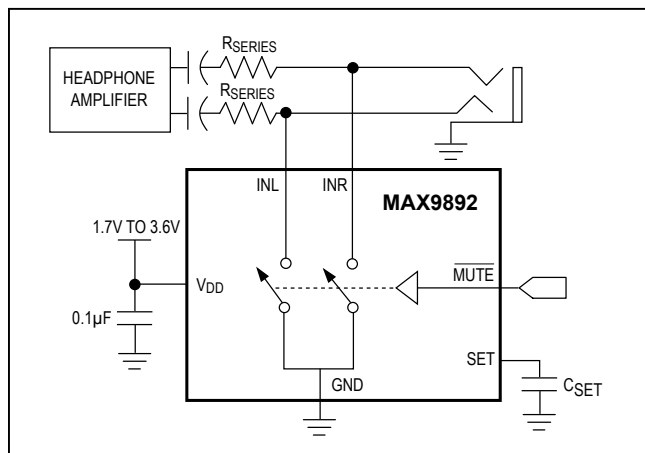 RSERIES
HEADPHONE
AMPLIFIER
RSERIES
INL
INR
MAX9892
1.7V TO 3.6V
VDD
MUTE
0.1µF
SET
GND
CSET